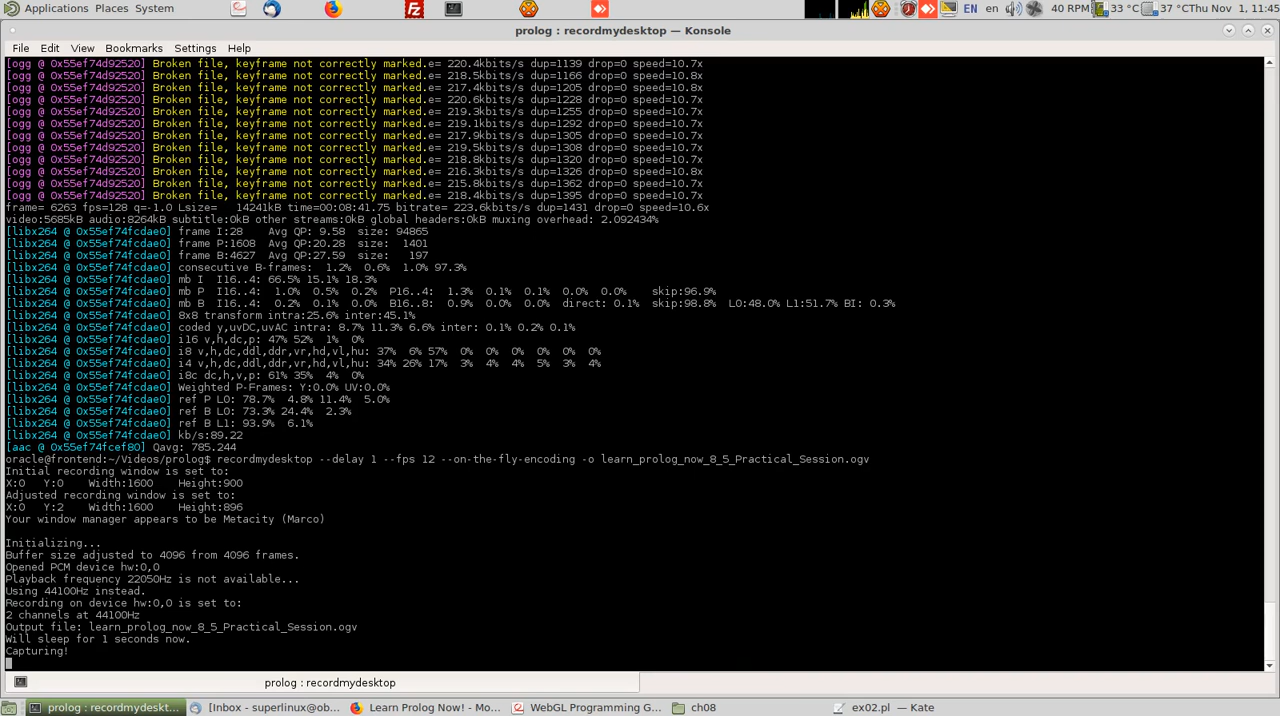 Applications Places System
EN en 40 RPM 33 °C 37 °C Thu Nov 1, 11:45
prolog : recordmydesktop — Konsole
File Edit View Bookmarks Settings Help
[ogg @ 0x55ef74d92520] Broken file, keyframe not correctly marked.e= 220.4kbits/s dup=1139 drop=0 speed=10.7x
[ogg @ 0x55ef74d92520] Broken file, keyframe not correctly marked.e= 218.5kbits/s dup=1166 drop=0 speed=10.8x
[ogg @ 0x55ef74d92520] Broken file, keyframe not correctly marked.e= 217.4kbits/s dup=1205 drop=0 speed=10.8x
[ogg @ 0x55ef74d92520] Broken file, keyframe not correctly marked.e= 220.6kbits/s dup=1228 drop=0 speed=10.7x
[ogg @ 0x55ef74d92520] Broken file, keyframe not correctly marked.e= 219.3kbits/s dup=1255 drop=0 speed=10.7x
[ogg @ 0x55ef74d92520] Broken file, keyframe not correctly marked.e= 218.1kbits/s dup=1292 drop=0 speed=10.7x
[ogg @ 0x55ef74d92520] Broken file, keyframe not correctly marked.e= 217.9kbits/s dup=1305 drop=0 speed=10.7x
[ogg @ 0x55ef74d92520] Broken file, keyframe not correctly marked.e= 219.5kbits/s dup=1308 drop=0 speed=10.7x
[ogg @ 0x55ef74d92520] Broken file, keyframe not correctly marked.e= 218.8kbits/s dup=1320 drop=0 speed=10.7x
[ogg @ 0x55ef74d92520] Broken file, keyframe not correctly marked.e= 216.3kbits/s dup=1326 drop=0 speed=10.8x
[ogg @ 0x55ef74d92520] Broken file, keyframe not correctly marked.e= 215.8kbits/s dup=1362 drop=0 speed=10.7x
[ogg @ 0x55ef74d92520] Broken file, keyframe not correctly marked.e= 218.4kbits/s dup=1395 drop=0 speed=10.7x
frame= 6263 fps=128 q=-1.0 Lsize=   14241kB time=00:08:41.75 bitrate= 223.6kbits/s dup=1431 drop=0 speed=10.6x
video:5685kB audio:8264kB subtitle:0kB other streams:0kB global headers:0kB muxing overhead: 2.092434%
[libx264 @ 0x55ef74fcdae0] frame I:28    Avg QP: 9.58  size: 94865
[libx264 @ 0x55ef74fcdae0] frame P:1608  Avg QP:20.28  size:  1401
[libx264 @ 0x55ef74fcdae0] frame B:4627  Avg QP:27.59  size:   197
[libx264 @ 0x55ef74fcdae0] consecutive B-frames:  1.2%  0.6%  1.0% 97.3%
[libx264 @ 0x55ef74fcdae0] mb I  I16..4: 66.5% 15.1% 18.3%
[libx264 @ 0x55ef74fcdae0] mb P  I16..4:  1.0%  0.5%  0.2%  P16..4:  1.3%  0.1%  0.1%  0.0%  0.0%    skip:96.9%
[libx264 @ 0x55ef74fcdae0] mb B  I16..4:  0.2%  0.1%  0.0%  B16..8:  0.9%  0.0%  0.0%  direct: 0.1%  skip:98.8%  L0:48.0% L1:51.7% BI: 0.3%
[libx264 @ 0x55ef74fcdae0] 8x8 transform intra:25.6% inter:45.1%
[libx264 @ 0x55ef74fcdae0] coded y,uvDC,uvAC intra: 8.7% 11.3% 6.6% inter: 0.1% 0.2% 0.1%
[libx264 @ 0x55ef74fcdae0] i16 v,h,dc,p: 47% 52%  1%  0%
[libx264 @ 0x55ef74fcdae0] i8 v,h,dc,ddl,ddr,vr,hd,vl,hu: 37%  6% 57%  0%  0%  0%  0%  0%  0%
[libx264 @ 0x55ef74fcdae0] i4 v,h,dc,ddl,ddr,vr,hd,vl,hu: 34% 26% 17%  3%  4%  4%  5%  3%  4%
[libx264 @ 0x55ef74fcdae0] i8c dc,h,v,p: 61% 35%  4%  0%
[libx264 @ 0x55ef74fcdae0] Weighted P-Frames: Y:0.0% UV:0.0%
[libx264 @ 0x55ef74fcdae0] ref P L0: 78.7%  4.8% 11.4%  5.0%
[libx264 @ 0x55ef74fcdae0] ref B L0: 73.3% 24.4%  2.3%
[libx264 @ 0x55ef74fcdae0] ref B L1: 93.9%  6.1%
[libx264 @ 0x55ef74fcdae0] kb/s:89.22
[aac @ 0x55ef74fcef80] Qavg: 785.244
oracle@frontend:~/Videos/prolog$ recordmydesktop --delay 1 --fps 12 --on-the-fly-encoding -o learn_prolog_now_8_5_Practical_Session.ogv
Initial recording window is set to:
X:0   Y:0    Width:1600    Height:900
Adjusted recording window is set to:
X:0   Y:2    Width:1600    Height:896
Your window manager appears to be Metacity (Marco)
Initializing...
Buffer size adjusted to 4096 from 4096 frames.
Opened PCM device hw:0,0
Playback frequency 22050Hz is not available...
Using 44100Hz instead.
Recording on device hw:0,0 is set to:
2 channels at 44100Hz
Output file: learn_prolog_now_8_5_Practical_Session.ogv
Will sleep for 1 seconds now.
Capturing!
prolog : recordmydesktop
prolog : recordmydeskt... [Inbox - superlinux@ob... Learn Prolog Now! - Mo... WebGL Programming G... ch08 ex02.pl — Kate